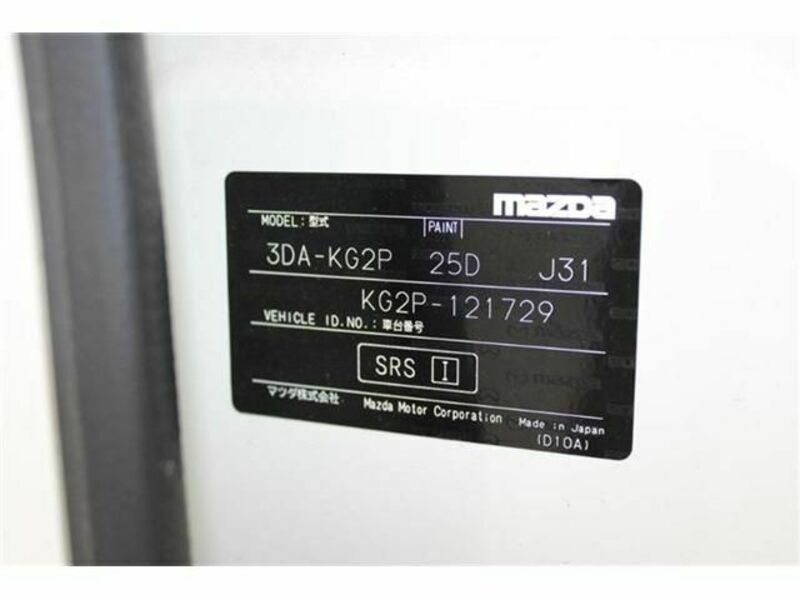 mazda
MODEL:型式 PAINT
3DA-KG2P 25D J31
KG2P-121729
VEHICLE ID.NO.:車台番号
SRS I
マツダ株式会社 Mazda Motor Corporation Made in Japan
(D10A)